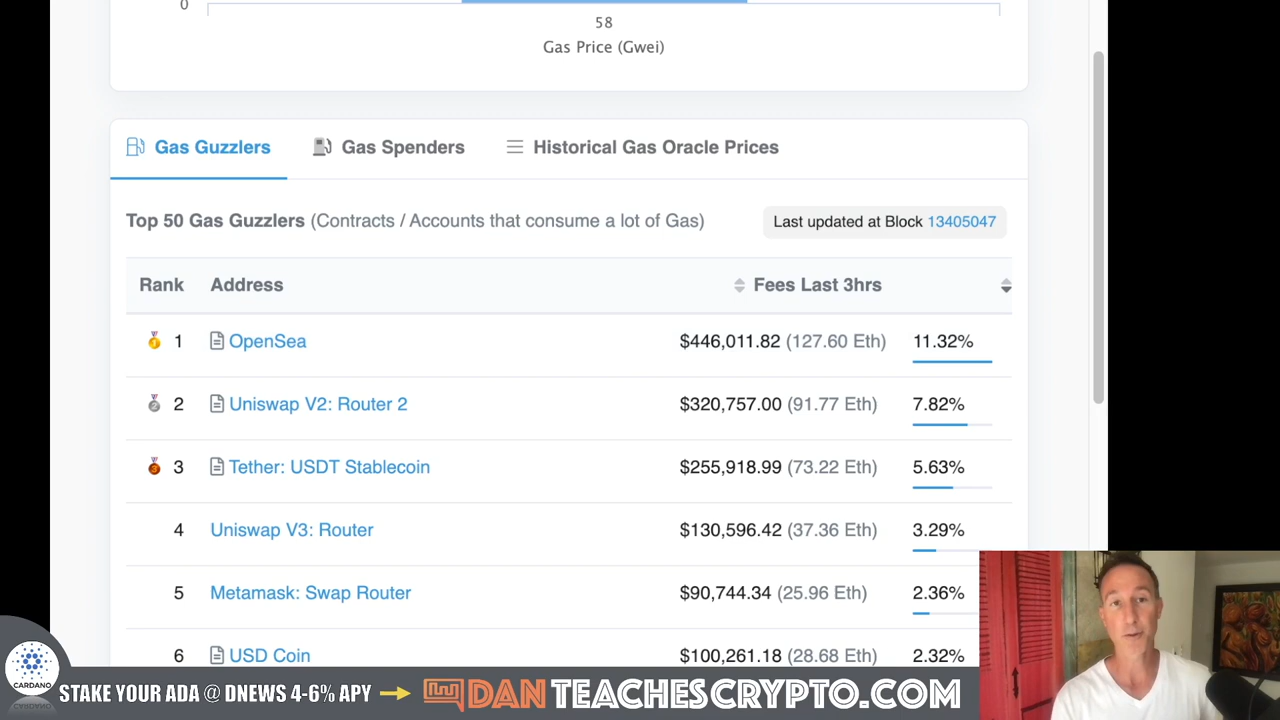 0
58
Gas Price (Gwei)
Gas Guzzlers Gas Spenders Historical Gas Oracle Prices
Top 50 Gas Guzzlers (Contracts / Accounts that consume a lot of Gas) Last updated at Block 13405047
Rank Address Fees Last 3hrs
1 OpenSea $446,011.82 (127.60 Eth) 11.32%
2 Uniswap V2: Router 2 $320,757.00 (91.77 Eth) 7.82%
3 Tether: USDT Stablecoin $255,918.99 (73.22 Eth) 5.63%
4 Uniswap V3: Router $130,596.42 (37.36 Eth) 3.29%
5 Metamask: Swap Router $90,744.34 (25.96 Eth) 2.36%
6 USD Coin $100,261.18 (28.68 Eth) 2.32%
CARDANO
STAKE YOUR ADA @ DNEWS 4-6% APY DANTEACHESCRYPTO.COM